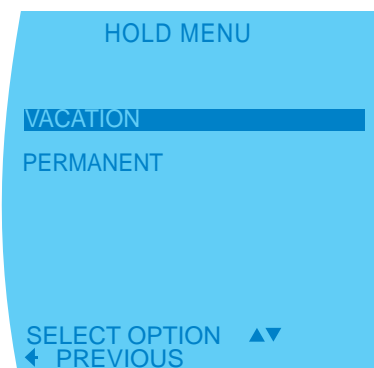 HOLD MENU
VACATION
PERMANENT
SELECT OPTION ▲▼
PREVIOUS